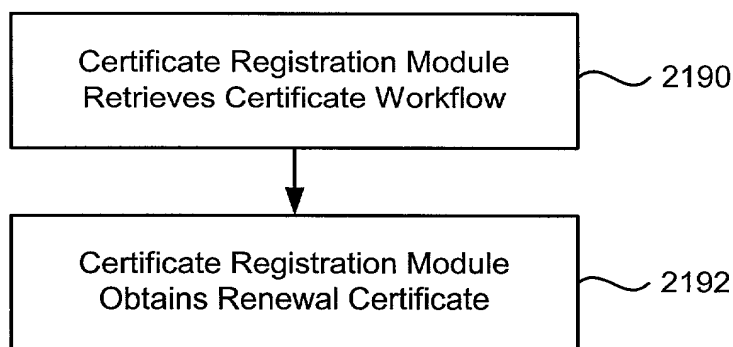 Certificate Registration Module
Retrieves Certificate Workflow
2190
Certificate Registration Module
Obtains Renewal Certificate
2192